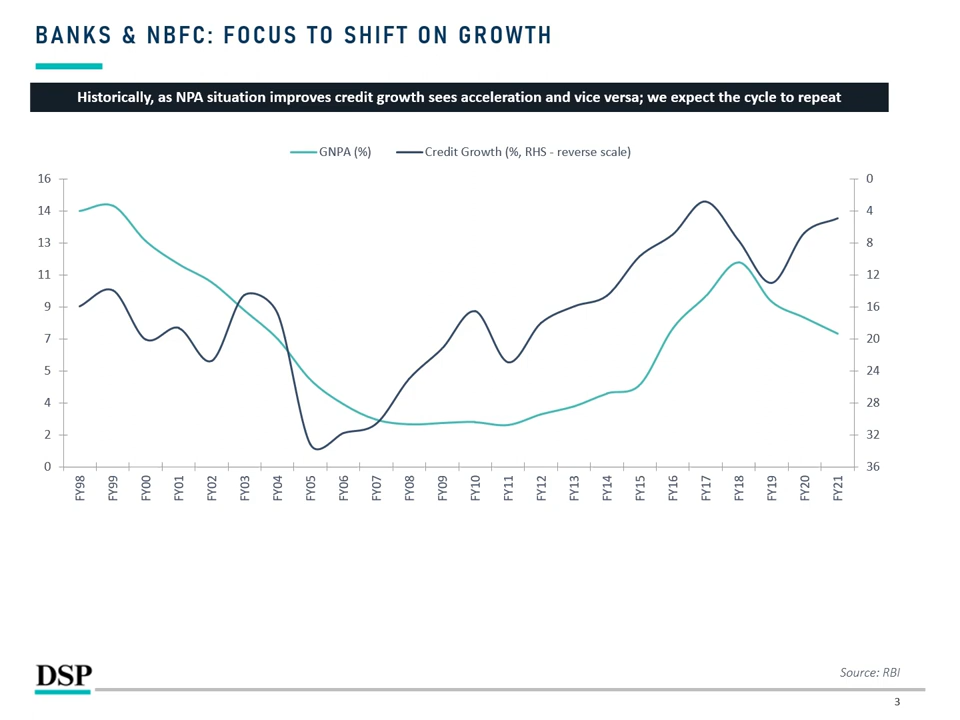 BANKS & NBFC: FOCUS TO SHIFT ON GROWTH
Historically, as NPA situation improves credit growth sees acceleration and vice versa; we expect the cycle to repeat
GNPA (%) Credit Growth (%, RHS - reverse scale)
16 0
14 4
13 8
11 12
9 16
7 20
5 24
4 28
2 32
0 36
FY98 FY99 FY00 FY01 FY02 FY03 FY04 FY05 FY06 FY07 FY08 FY09 FY10 FY11 FY12 FY13 FY14 FY15 FY16 FY17 FY18 FY19 FY20 FY21
Source: RBI
DSP
3